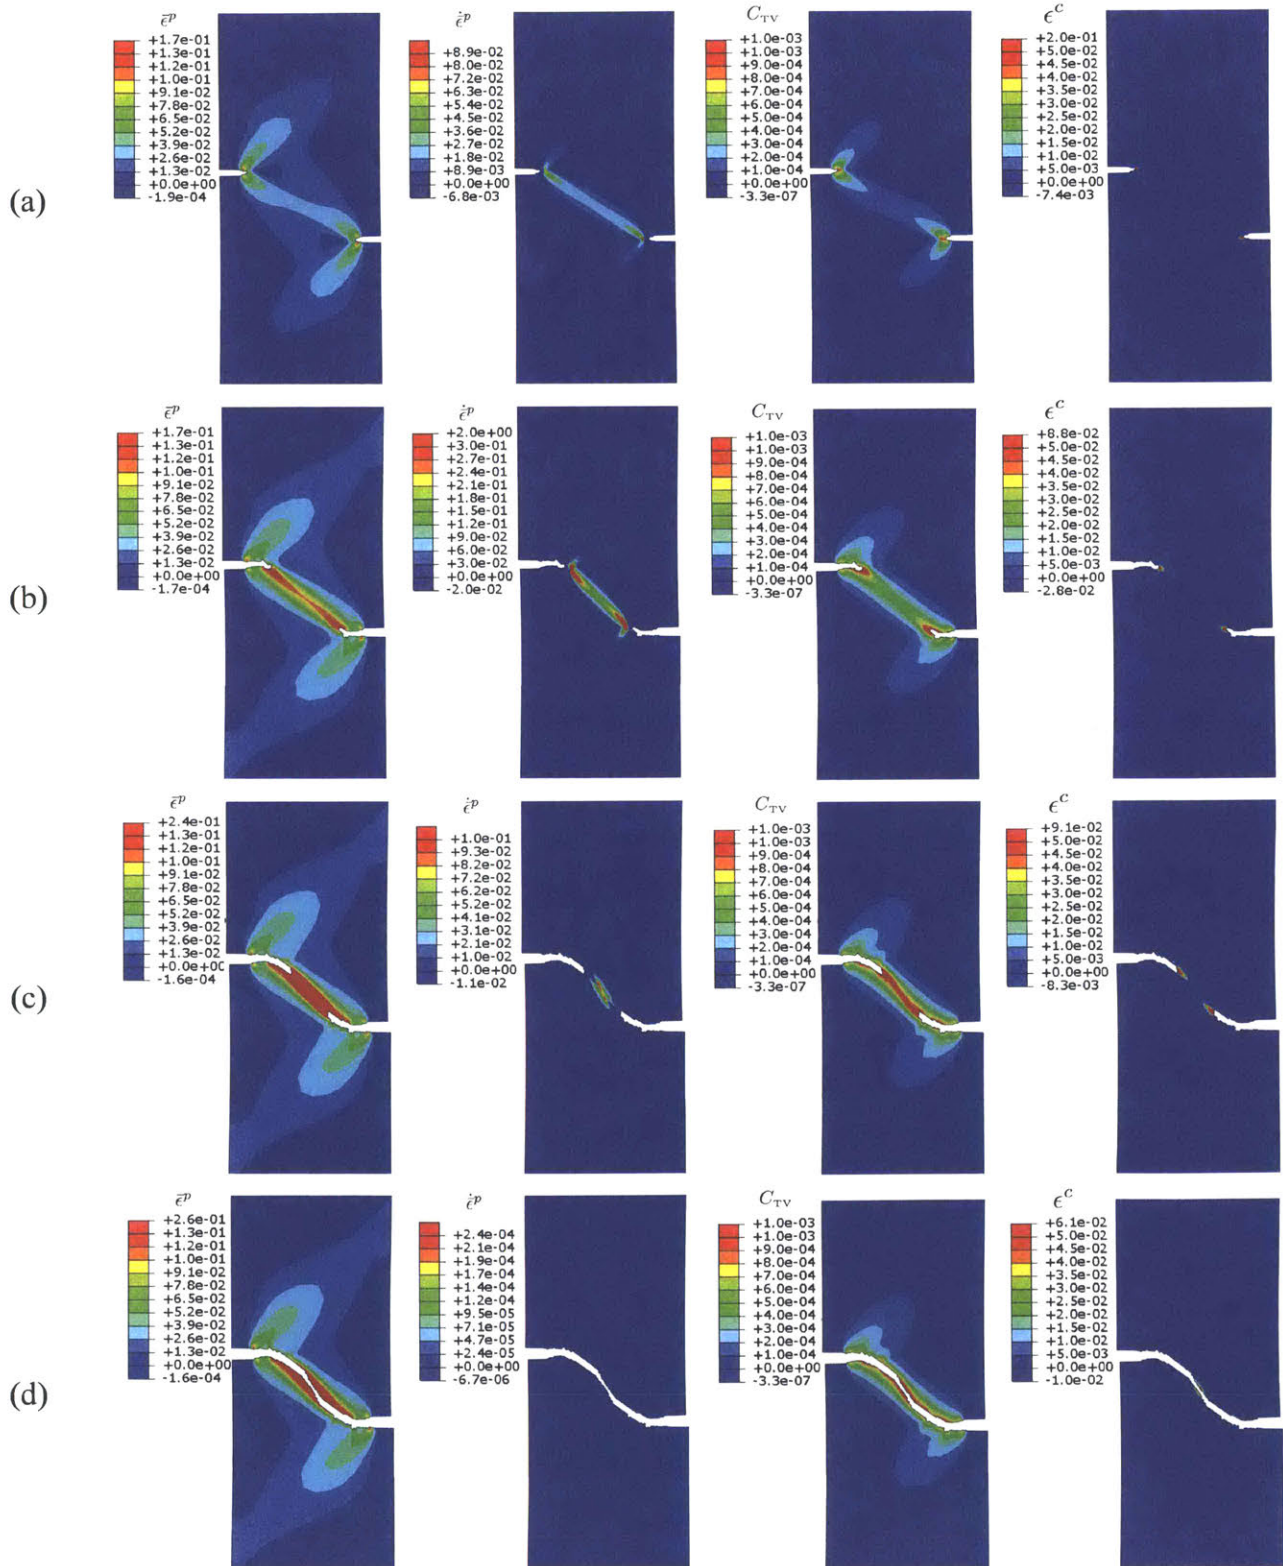 ε̄ᵖ
+1.7e-01
+1.3e-01
+1.2e-01
+1.0e-01
+9.1e-02
+7.8e-02
+6.5e-02
+5.2e-02
+3.9e-02
+2.6e-02
+1.3e-02
+0.0e+00
-1.9e-04
ε̄̇ᵖ
+8.9e-02
+8.0e-02
+7.2e-02
+6.3e-02
+5.4e-02
+4.5e-02
+3.6e-02
+2.7e-02
+1.8e-02
+8.9e-03
+0.0e+00
-6.8e-03
C_TV
+1.0e-03
+1.0e-03
+9.0e-04
+8.0e-04
+7.0e-04
+6.0e-04
+5.0e-04
+4.0e-04
+3.0e-04
+2.0e-04
+1.0e-04
+0.0e+00
-3.3e-07
ϵᶜ
+2.0e-01
+5.0e-02
+4.5e-02
+4.0e-02
+3.5e-02
+3.0e-02
+2.5e-02
+2.0e-02
+1.5e-02
+1.0e-02
+5.0e-03
+0.0e+00
-7.4e-03
(a)
ε̄ᵖ
+1.7e-01
+1.3e-01
+1.2e-01
+1.0e-01
+9.1e-02
+7.8e-02
+6.5e-02
+5.2e-02
+3.9e-02
+2.6e-02
+1.3e-02
+0.0e+00
-1.7e-04
ε̄̇ᵖ
+2.0e+00
+3.0e-01
+2.7e-01
+2.4e-01
+2.1e-01
+1.8e-01
+1.5e-01
+1.2e-01
+9.0e-02
+6.0e-02
+3.0e-02
+0.0e+00
-2.0e-02
C_TV
+1.0e-03
+1.0e-03
+9.0e-04
+8.0e-04
+7.0e-04
+6.0e-04
+5.0e-04
+4.0e-04
+3.0e-04
+2.0e-04
+1.0e-04
+0.0e+00
-3.3e-07
ϵᶜ
+8.8e-02
+5.0e-02
+4.5e-02
+4.0e-02
+3.5e-02
+3.0e-02
+2.5e-02
+2.0e-02
+1.5e-02
+1.0e-02
+5.0e-03
+0.0e+00
-2.8e-02
(b)
ε̄ᵖ
+2.4e-01
+1.3e-01
+1.2e-01
+1.0e-01
+9.1e-02
+7.8e-02
+6.5e-02
+5.2e-02
+3.9e-02
+2.6e-02
+1.3e-02
+0.0e+00
-1.6e-04
ε̄̇ᵖ
+1.0e-01
+9.3e-02
+8.2e-02
+7.2e-02
+6.2e-02
+5.2e-02
+4.1e-02
+3.1e-02
+2.1e-02
+1.0e-02
+0.0e+00
-1.1e-02
C_TV
+1.0e-03
+1.0e-03
+9.0e-04
+8.0e-04
+7.0e-04
+6.0e-04
+5.0e-04
+4.0e-04
+3.0e-04
+2.0e-04
+1.0e-04
+0.0e+00
-3.3e-07
ϵᶜ
+9.1e-02
+5.0e-02
+4.5e-02
+4.0e-02
+3.5e-02
+3.0e-02
+2.5e-02
+2.0e-02
+1.5e-02
+1.0e-02
+5.0e-03
+0.0e+00
-8.3e-03
(c)
ε̄ᵖ
+2.6e-01
+1.3e-01
+1.2e-01
+1.0e-01
+9.1e-02
+7.8e-02
+6.5e-02
+5.2e-02
+3.9e-02
+2.6e-02
+1.3e-02
+0.0e+00
-1.6e-04
ε̄̇ᵖ
+2.4e-04
+2.1e-04
+1.9e-04
+1.7e-04
+1.4e-04
+1.2e-04
+9.5e-05
+7.1e-05
+4.7e-05
+2.4e-05
+0.0e+00
-6.7e-06
C_TV
+1.0e-03
+1.0e-03
+9.0e-04
+8.0e-04
+7.0e-04
+6.0e-04
+5.0e-04
+4.0e-04
+3.0e-04
+2.0e-04
+1.0e-04
+0.0e+00
-3.3e-07
ϵᶜ
+6.1e-02
+5.0e-02
+4.5e-02
+4.0e-02
+3.5e-02
+3.0e-02
+2.5e-02
+2.0e-02
+1.5e-02
+1.0e-02
+5.0e-03
+0.0e+00
-1.0e-02
(d)